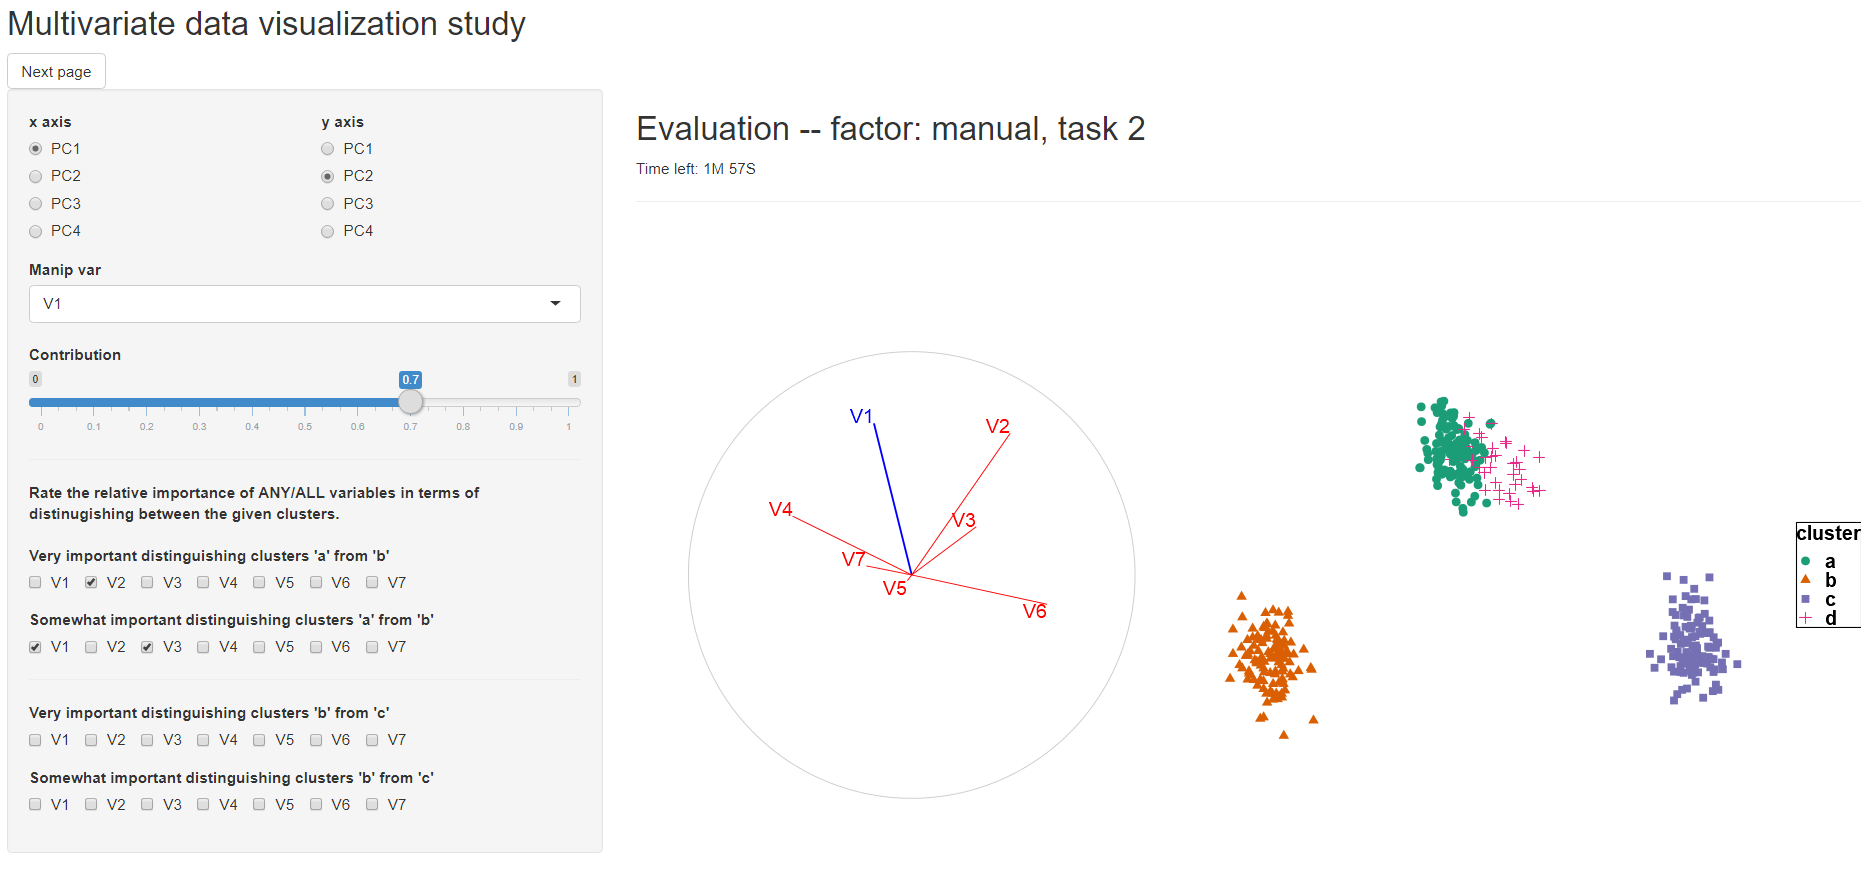 Multivariate data visualization study
Next page
x axis
y axis
PC1
PC1
PC2
PC2
PC3
PC3
PC4
PC4
Manip var
V1
Contribution
0
0.7
1
0 0.1 0.2 0.3 0.4 0.5 0.6 0.7 0.8 0.9 1
Rate the relative importance of ANY/ALL variables in terms of
distinugishing between the given clusters.
Very important distinguishing clusters 'a' from 'b'
V1 V2 V3 V4 V5 V6 V7
Somewhat important distinguishing clusters 'a' from 'b'
V1 V2 V3 V4 V5 V6 V7
Very important distinguishing clusters 'b' from 'c'
V1 V2 V3 V4 V5 V6 V7
Somewhat important distinguishing clusters 'b' from 'c'
V1 V2 V3 V4 V5 V6 V7
Evaluation -- factor: manual, task 2
Time left: 1M 57S
V1
V2
V4
V3
V7
V5
V6
cluster
a
b
c
d